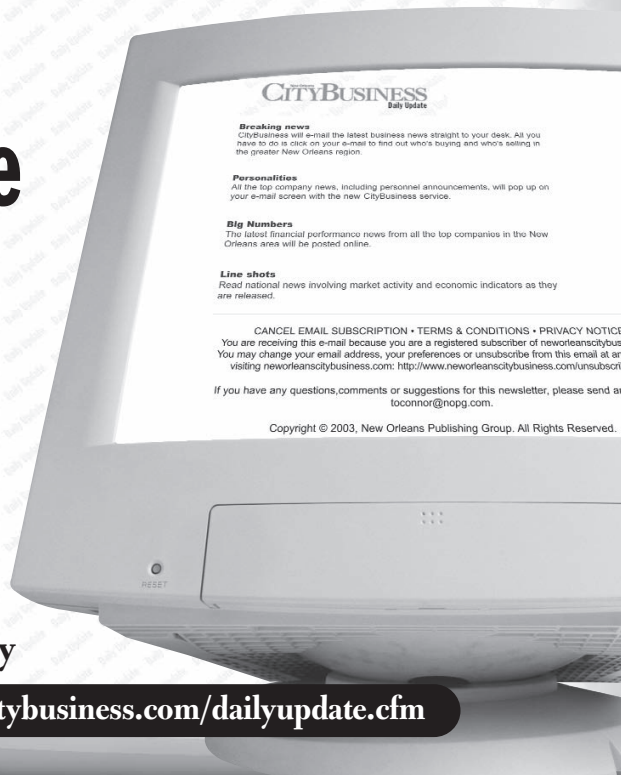 e
CITYBUSINESS
Daily Update
Breaking news
CityBusiness will e-mail the latest business news straight to your desk. All you
have to do is click on your e-mail to find out who's buying and who's selling in
the greater New Orleans region.
Personalities
All the top company news, including personnel announcements, will pop up on
your e-mail screen with the new CityBusiness service.
Big Numbers
The latest financial performance news from all the top companies in the New
Orleans area will be posted online.
Line shots
Read national news involving market activity and economic indicators as they
are released.
CANCEL EMAIL SUBSCRIPTION • TERMS & CONDITIONS • PRIVACY NOTICE
You are receiving this e-mail because you are a registered subscriber of neworleanscitybus
You may change your email address, your preferences or unsubscribe from this email at an
visiting neworleanscitybusiness.com: http://www.neworleanscitybusiness.com/unsubscri
If you have any questions,comments or suggestions for this newsletter, please send a
toconnor@nopg.com.
Copyright © 2003, New Orleans Publishing Group. All Rights Reserved.
RESET
y
tybusiness.com/dailyupdate.cfm